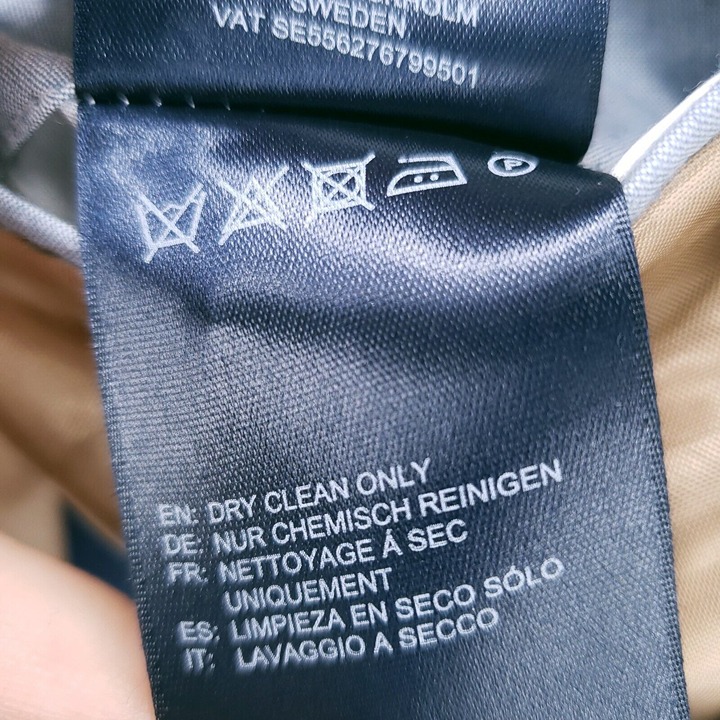 SWEDEN
VAT SE556276799501
P
EN: DRY CLEAN ONLY
DE: NUR CHEMISCH REINIGEN
FR: NETTOYAGE Á SEC
UNIQUEMENT
ES: LIMPIEZA EN SECO SÓLO
IT: LAVAGGIO A SECCO